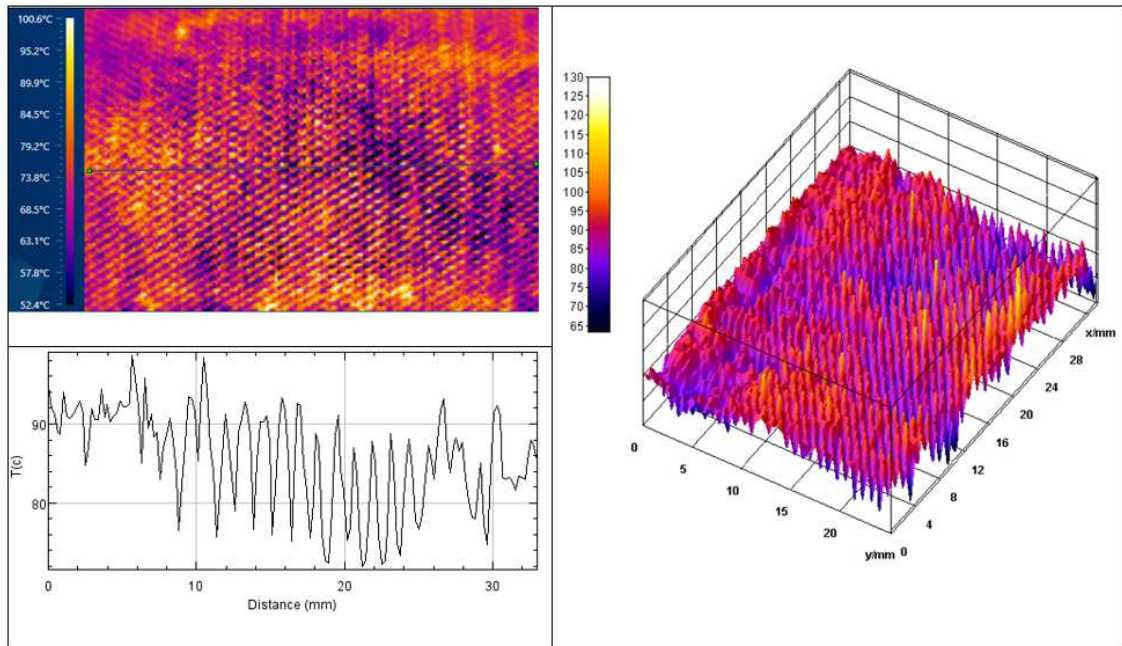 100.6°C
95.2°C
89.9°C
84.5°C
79.2°C
73.8°C
68.5°C
63.1°C
57.8°C
52.4°C
90
80
T(c)
0 10 20 30
Distance (mm)
130
125
120
115
110
105
100
95
90
85
80
75
70
65
x/mm
28
24
20
16
12
8
4
0
0
5
10
15
20
y/mm